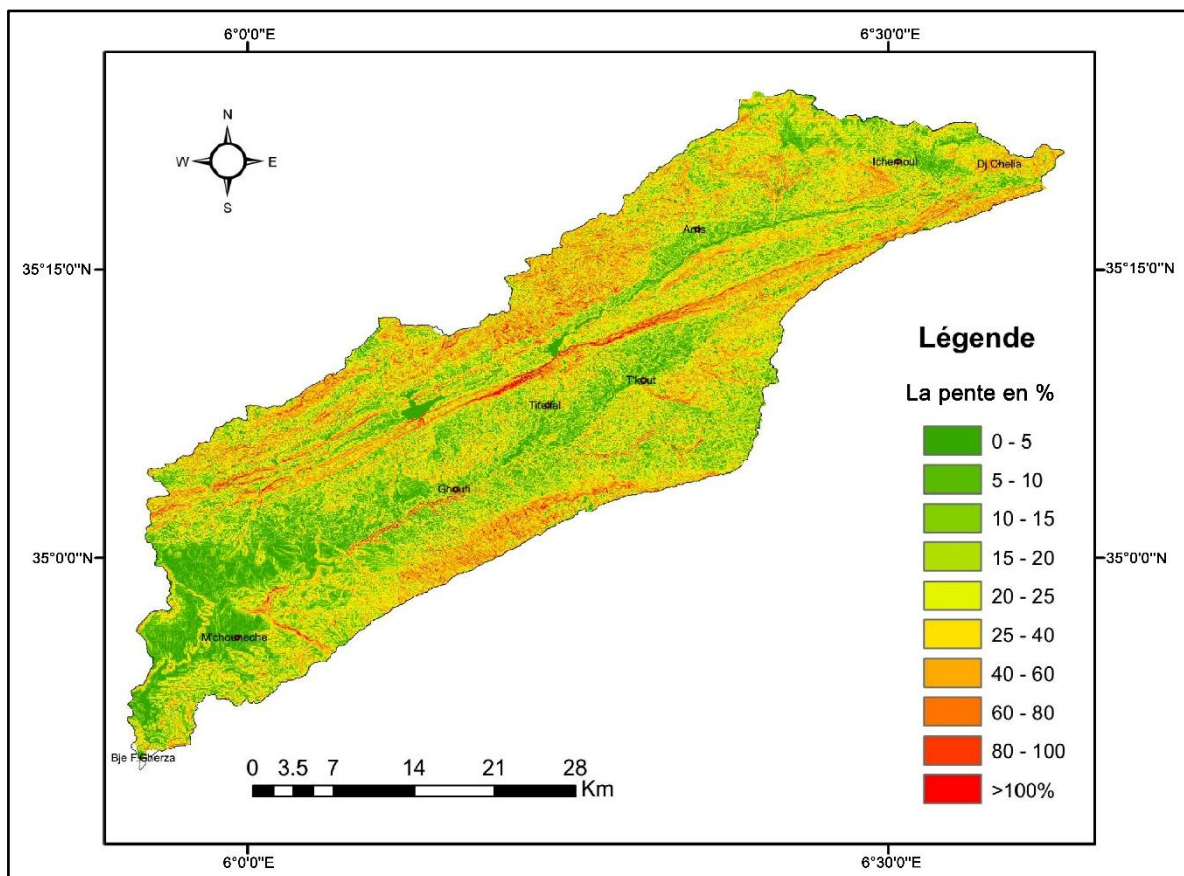 6°0'0"E
6°30'0"E
N
W
E
S
Ichemoul
Dj.Chelia
Arris
35°15'0"N
35°15'0"N
Légende
La pente en %
T'kout
0 - 5
5 - 10
Ghoufi
10 - 15
15 - 20
35°0'0"N
35°0'0"N
20 - 25
M'chouneche
25 - 40
40 - 60
60 - 80
80 - 100
>100%
Bje F.Gherza
0
3.5
7
14
21
28
Km
6°0'0"E
6°30'0"E